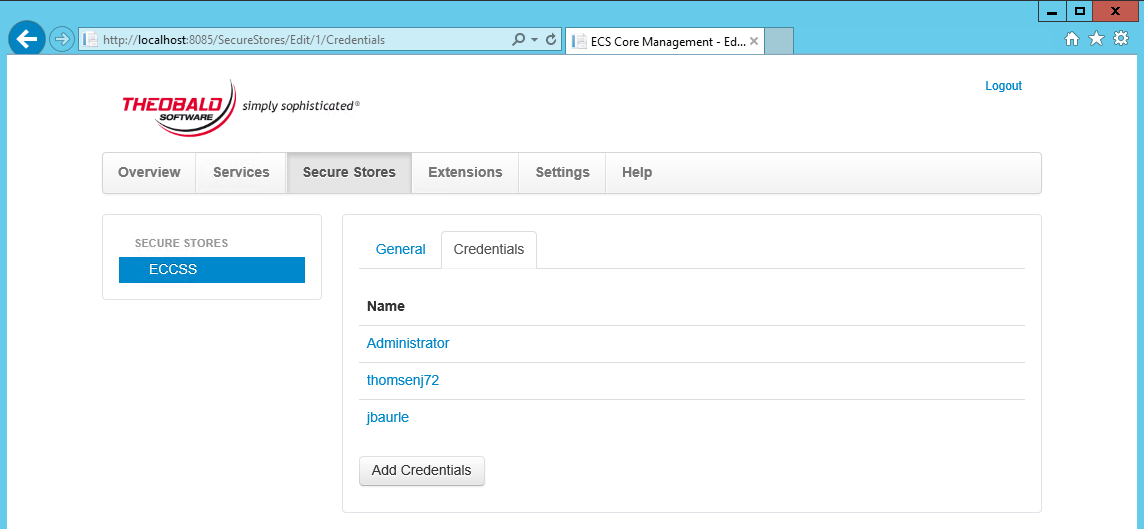 http://localhost:8085/SecureStores/Edit/1/Credentials
ECS Core Management - Ed...
Logout
THEOBALD
SOFTWARE
simply sophisticated®
Overview
Services
Secure Stores
Extensions
Settings
Help
SECURE STORES
ECCSS
General
Credentials
Name
Administrator
thomsenj72
jbaurle
Add Credentials